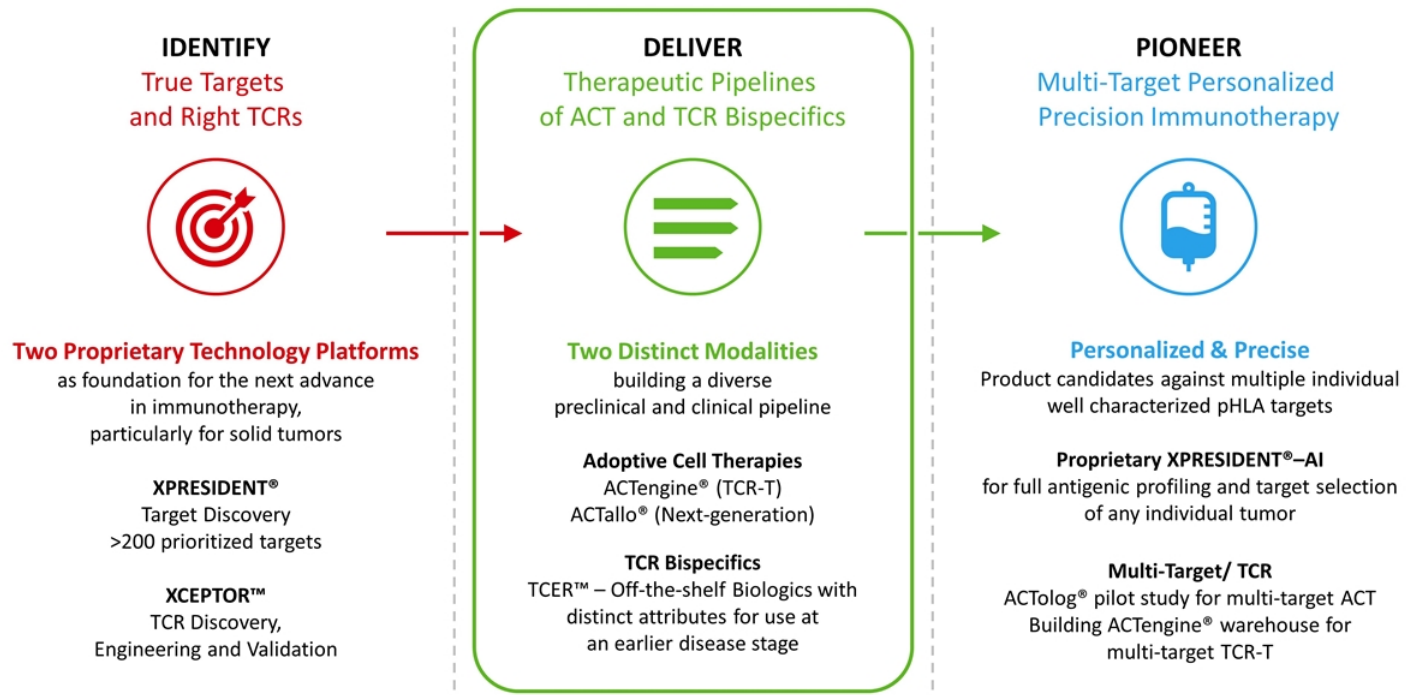 IDENTIFY
True Targets
and Right TCRs
Two Proprietary Technology Platforms
as foundation for the next advance
in immunotherapy,
particularly for solid tumors
XPRESIDENT®
Target Discovery
>200 prioritized targets
XCEPTOR™
TCR Discovery,
Engineering and Validation
DELIVER
Therapeutic Pipelines
of ACT and TCR Bispecifics
Two Distinct Modalities
building a diverse
preclinical and clinical pipeline
Adoptive Cell Therapies
ACTengine® (TCR-T)
ACTallo® (Next-generation)
TCR Bispecifics
TCER™ – Off-the-shelf Biologics with
distinct attributes for use at
an earlier disease stage
PIONEER
Multi-Target Personalized
Precision Immunotherapy
Personalized & Precise
Product candidates against multiple individual
well characterized pHLA targets
Proprietary XPRESIDENT®–AI
for full antigenic profiling and target selection
of any individual tumor
Multi-Target/ TCR
ACTolog® pilot study for multi-target ACT
Building ACTengine® warehouse for
multi-target TCR-T